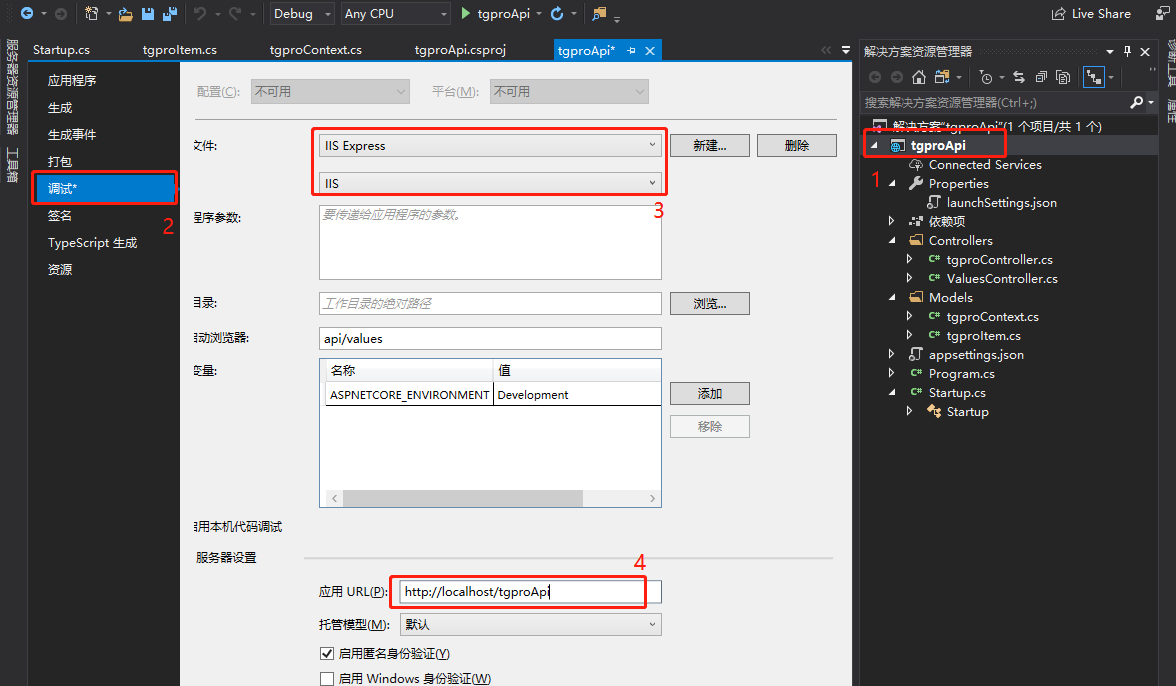 Debug
Any CPU
tgproApi
Live Share
服务器资源管理器
工具箱
Startup.cs
tgproItem.cs
tgproContext.cs
tgproApi.csproj
tgproApi*
应用程序
生成
生成事件
打包
调试*
2
签名
TypeScript 生成
资源
配置(C):
不可用
平台(M):
不可用
文件:
IIS Express
新建...
删除
IIS
3
程序参数:
要传递给应用程序的参数。
目录:
工作目录的绝对路径
浏览...
启动浏览器:
api/values
变量:
名称
值
ASPNETCORE_ENVIRONMENT
Development
添加
移除
启用本机代码调试
服务器设置
4
应用 URL(P):
http://localhost/tgproApi
托管模型(M):
默认
启用匿名身份验证(Y)
启用 Windows 身份验证(W)
解决方案资源管理器
搜索解决方案资源管理器(Ctrl+;)
解决方案"tgproApi"(1 个项目/共 1 个)
tgproApi
1
Connected Services
Properties
launchSettings.json
依赖项
Controllers
tgproController.cs
ValuesController.cs
Models
tgproContext.cs
tgproItem.cs
appsettings.json
Program.cs
Startup.cs
Startup
诊断工具
属性